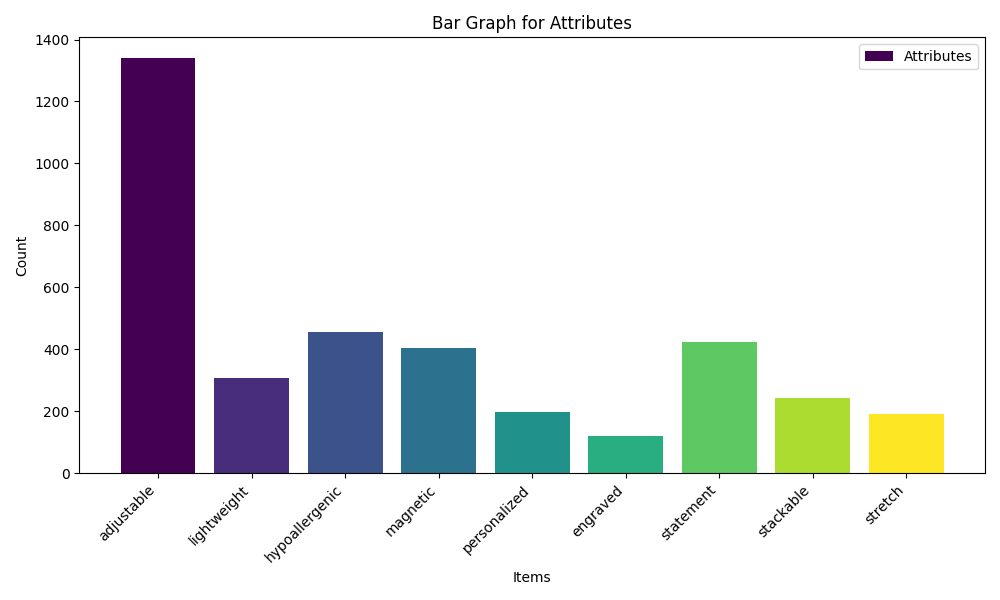 Bar Graph for Attributes
Attributes
Count
1400
1200
1000
800
600
400
200
0
adjustable
lightweight
hypoallergenic
magnetic
personalized
engraved
statement
stackable
stretch
Items